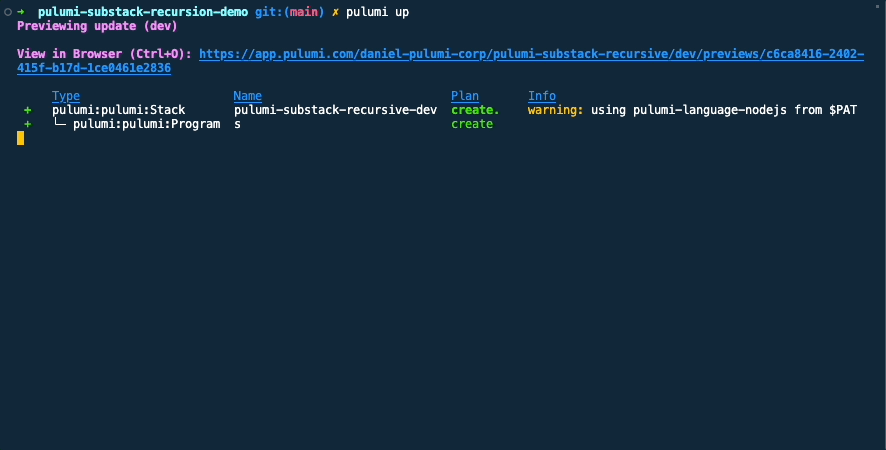 → pulumi-substack-recursion-demo git:(main) ✗ pulumi up
Previewing update (dev)
View in Browser (Ctrl+O): https://app.pulumi.com/daniel-pulumi-corp/pulumi-substack-recursive/dev/previews/c6ca8416-2402-
415f-b17d-1ce0461e2836
Type Name Plan Info
+ pulumi:pulumi:Stack pulumi-substack-recursive-dev create. warning: using pulumi-language-nodejs from $PAT
+ └─ pulumi:pulumi:Program s create